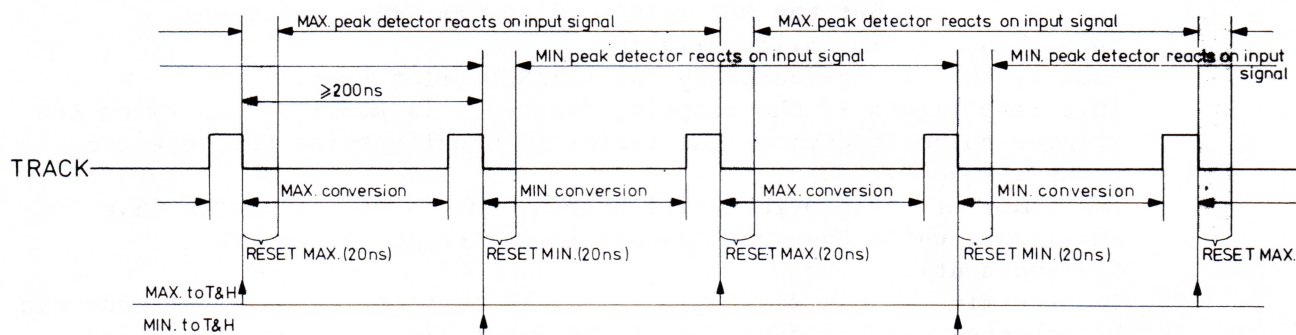 MAX. peak detector reacts on input signal
MAX. peak detector reacts on input signal
MIN. peak detector reacts on input signal
MIN. peak detector reacts on input
signal
≥200ns
TRACK
MAX. conversion
MIN. conversion
MAX. conversion
MIN. conversion
RESET MAX.(20ns)
RESET MIN.(20ns)
RESET MAX.(20ns)
RESET MIN.(20ns)
RESET MAX.
MAX. to T&H
MIN. to T&H